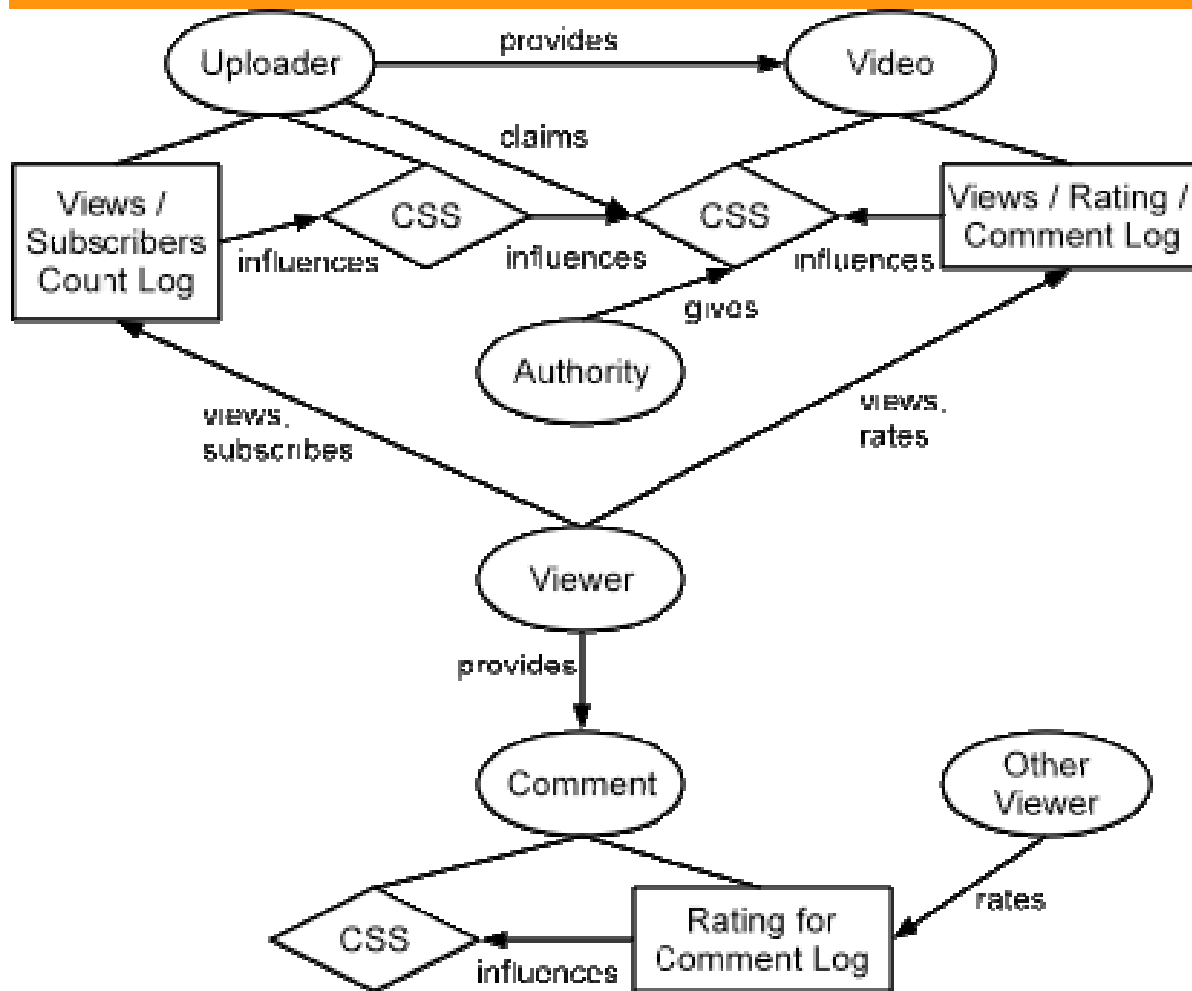 Uploader
provides
Video
claims
Views /
Subscribers
Count Log
CSS
CSS
Views / Rating /
Comment Log
influences
influences
influences
gives
Authority
views,
subscribes
views,
rates
Viewer
provides
Comment
Other
Viewer
CSS
Rating for
Comment Log
rates
influences